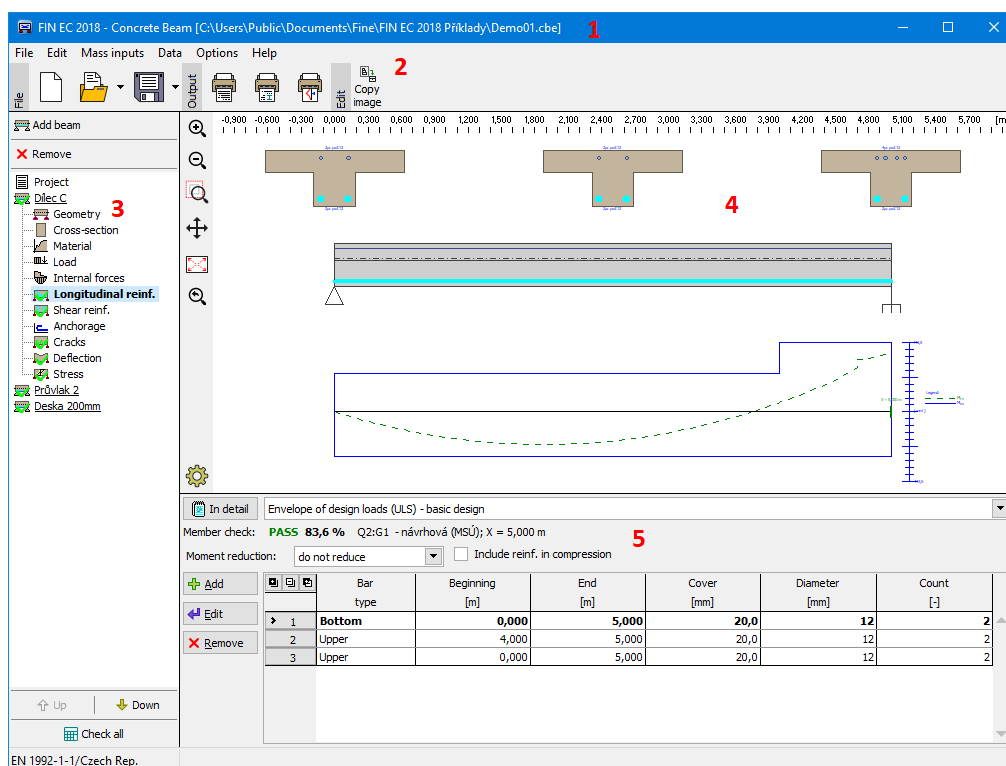 FIN EC 2018 - Concrete Beam [C:\Users\Public\Documents\Fine\FIN EC 2018 Příklady\Demo01.cbe]
1
File Edit Mass inputs Data Options Help
File
Output
Edit
Copy
image
2
Add beam
Remove
Project
Dílec C
3
Geometry
Cross-section
Material
Load
Internal forces
Longitudinal reinf.
Shear reinf.
Anchorage
Cracks
Deflection
Stress
Průvlak 2
Deska 200mm
Up Down
Check all
EN 1992-1-1/Czech Rep.
-0,900 -0,600 -0,300 0,000 0,300 0,600 0,900 1,200 1,500 1,800 2,100 2,400 2,700 3,000 3,300 3,600 3,900 4,200 4,500 4,800 5,100 5,400 5,700 [m
4
In detail Envelope of design loads (ULS) - basic design
Member check: PASS 83,6 % Q2:G1 - návrhová (MSÚ); X = 5,000 m
5
Moment reduction: do not reduce Include reinf. in compression
Add
Edit
Remove
Bar Beginning End Cover Diameter Count
type [m] [m] [mm] [mm] [-]
> 1 Bottom 0,000 5,000 20,0 12 2
2 Upper 4,000 5,000 20,0 12 2
3 Upper 0,000 5,000 20,0 12 2